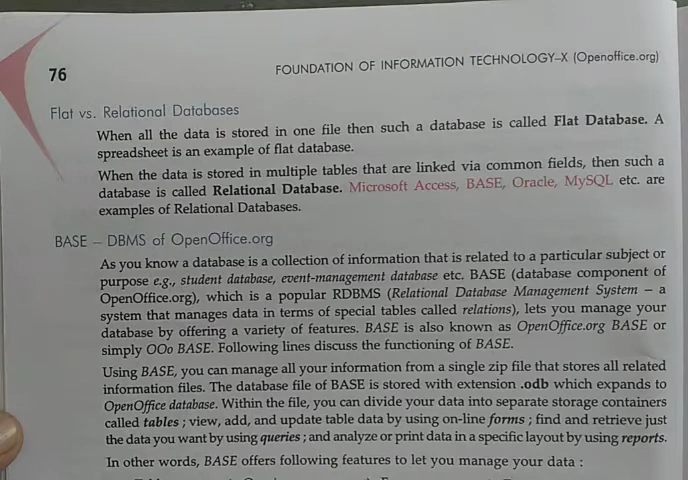 76
FOUNDATION OF INFORMATION TECHNOLOGY–X (Openoffice.org)
Flat vs. Relational Databases
When all the data is stored in one file then such a database is called Flat Database. A
spreadsheet is an example of flat database.
When the data is stored in multiple tables that are linked via common fields, then such a
database is called Relational Database. Microsoft Access, BASE, Oracle, MySQL etc. are
examples of Relational Databases.
BASE – DBMS of OpenOffice.org
As you know a database is a collection of information that is related to a particular subject or
purpose e.g., student database, event-management database etc. BASE (database component of
OpenOffice.org), which is a popular RDBMS (Relational Database Management System – a
system that manages data in terms of special tables called relations), lets you manage your
database by offering a variety of features. BASE is also known as OpenOffice.org BASE or
simply OOo BASE. Following lines discuss the functioning of BASE.
Using BASE, you can manage all your information from a single zip file that stores all related
information files. The database file of BASE is stored with extension .odb which expands to
OpenOffice database. Within the file, you can divide your data into separate storage containers
called tables ; view, add, and update table data by using on-line forms ; find and retrieve just
the data you want by using queries ; and analyze or print data in a specific layout by using reports.
In other words, BASE offers following features to let you manage your data :